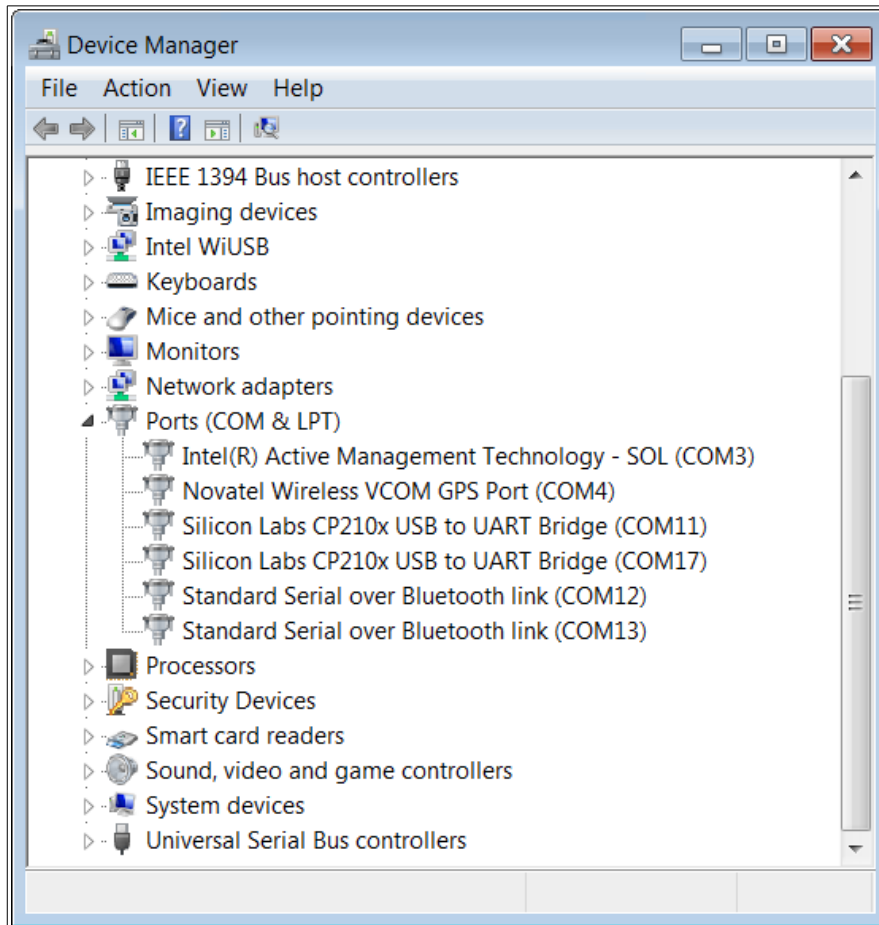 Device Manager
File Action View Help
IEEE 1394 Bus host controllers
Imaging devices
Intel WiUSB
Keyboards
Mice and other pointing devices
Monitors
Network adapters
Ports (COM & LPT)
Intel(R) Active Management Technology - SOL (COM3)
Novatel Wireless VCOM GPS Port (COM4)
Silicon Labs CP210x USB to UART Bridge (COM11)
Silicon Labs CP210x USB to UART Bridge (COM17)
Standard Serial over Bluetooth link (COM12)
Standard Serial over Bluetooth link (COM13)
Processors
Security Devices
Smart card readers
Sound, video and game controllers
System devices
Universal Serial Bus controllers